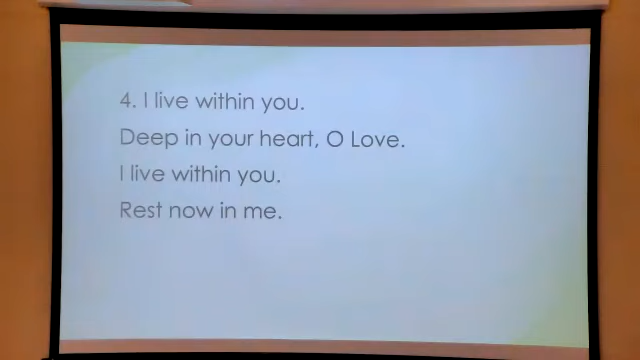 4. I live within you.
Deep in your heart, O Love.
I live within you.
Rest now in me.